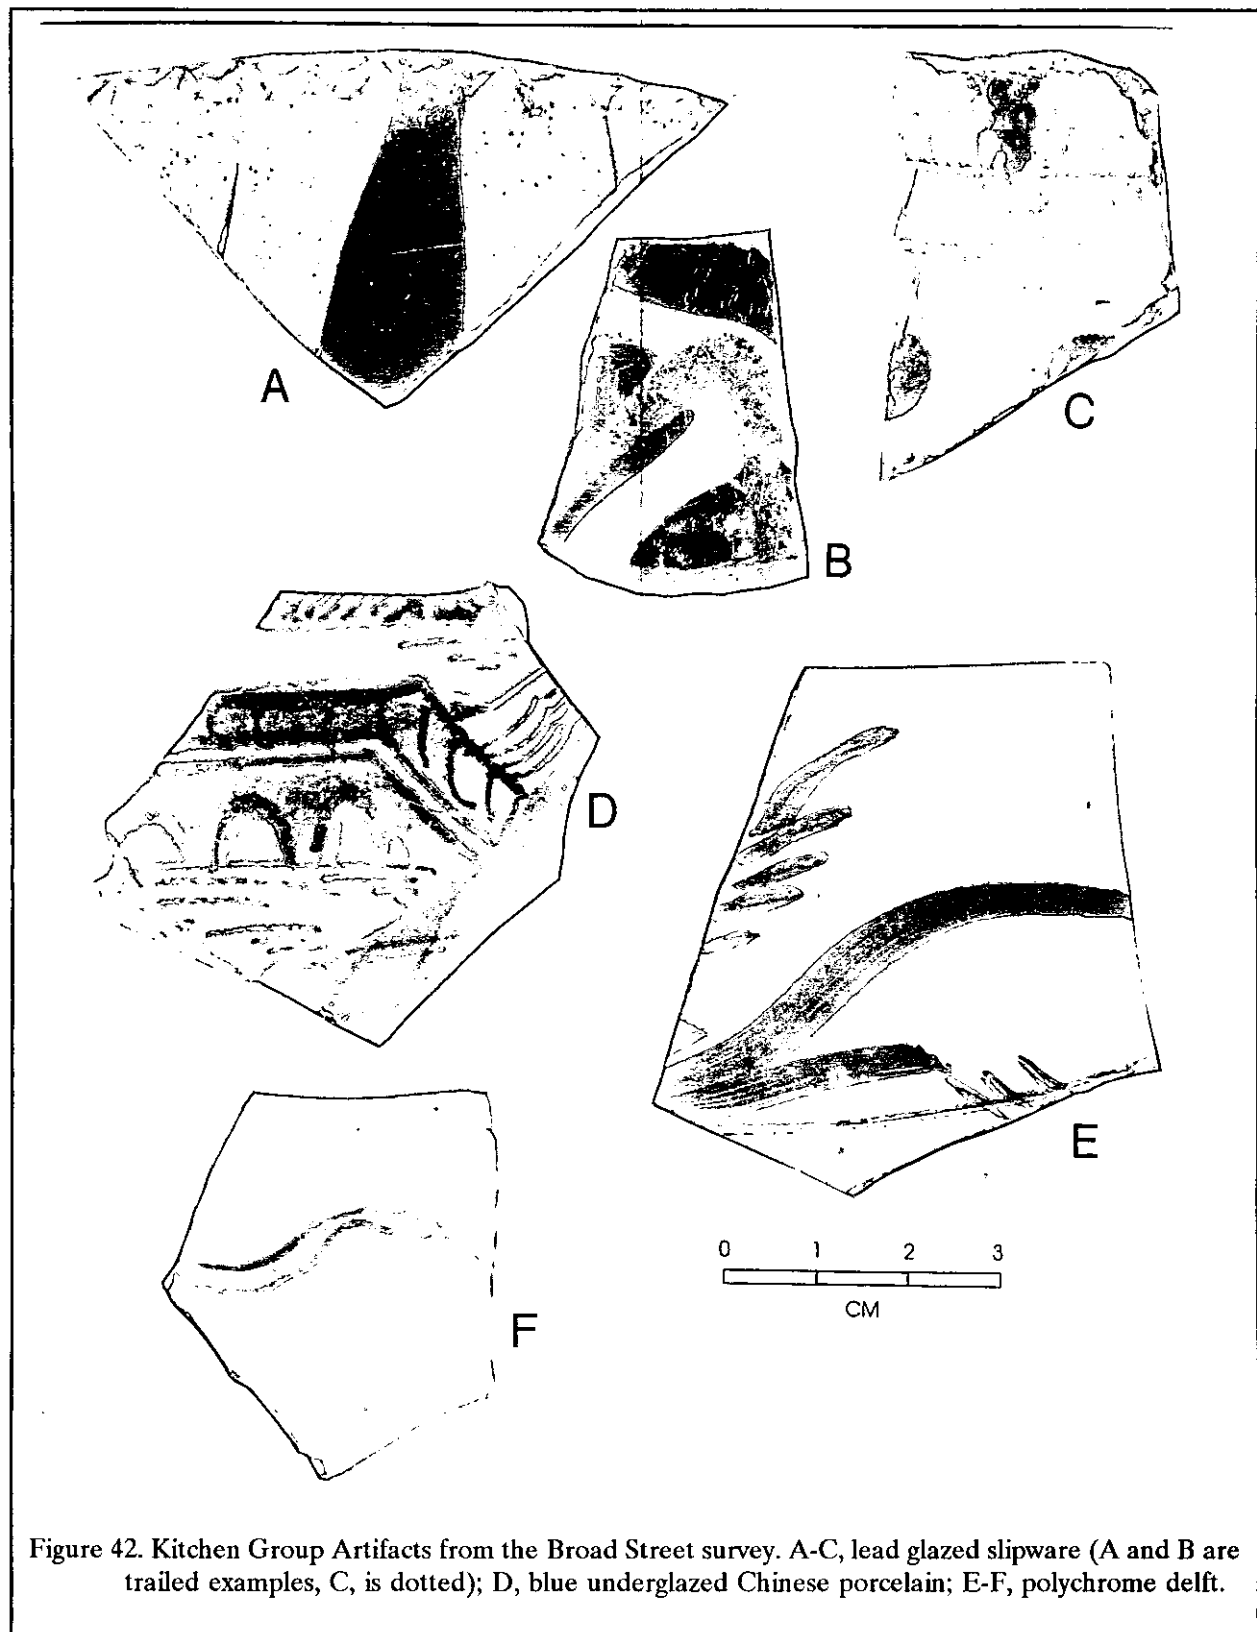 A
B
C
D
E
F
0 1 2 3
CM
Figure 42. Kitchen Group Artifacts from the Broad Street survey. A-C, lead glazed slipware (A and B are
trailed examples, C, is dotted); D, blue underglazed Chinese porcelain; E-F, polychrome delft.